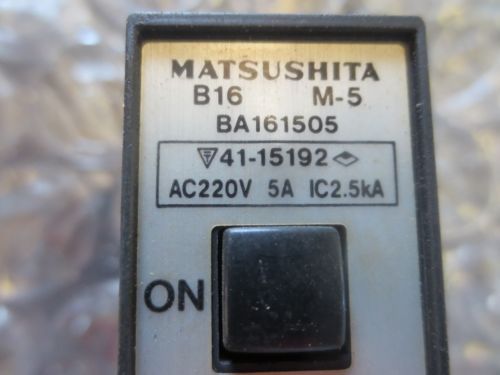 MATSUSHITA
B16 M-5
BA161505
41-15192
AC220V 5A IC2.5kA
ON